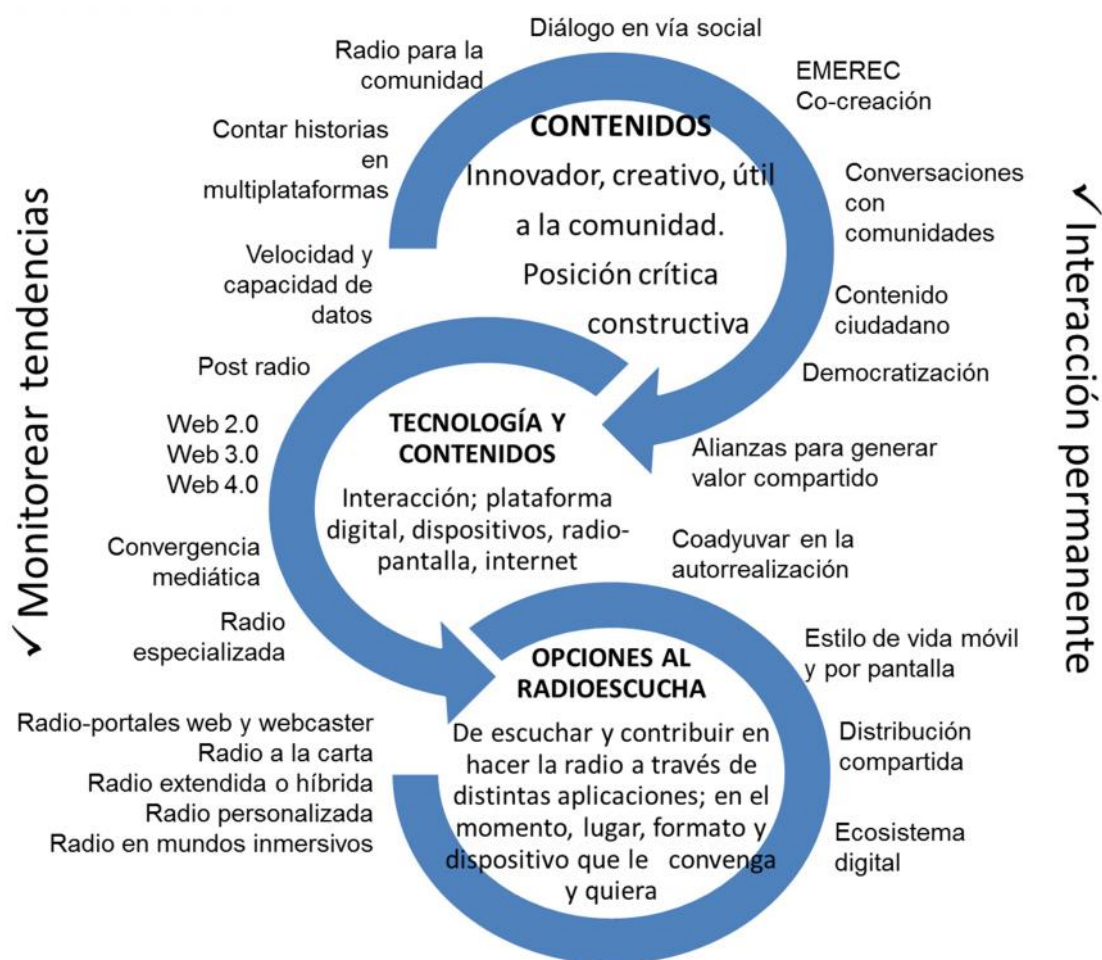 Diálogo en vía social
Radio para la
comunidad
EMEREC
Co-creación
Contar historias
en
multiplataformas
CONTENIDOS
Innovador, creativo, útil
a la comunidad.
Posición crítica
constructiva
Conversaciones
con
comunidades
Velocidad y
capacidad de
datos
Contenido
ciudadano
Democratización
Alianzas para generar
valor compartido
✓ Monitorear tendencias
✓ Interacción permanente
Post radio
Web 2.0
Web 3.0
Web 4.0
Convergencia
mediática
Radio
especializada
TECNOLOGÍA Y
CONTENIDOS
Interacción; plataforma
digital, dispositivos, radio-
pantalla, internet
Coadyuvar en la
autorrealización
Estilo de vida móvil
y por pantalla
Distribución
compartida
Ecosistema
digital
OPCIONES AL
RADIOESCUCHA
De escuchar y contribuir en
hacer la radio a través de
distintas aplicaciones; en el
momento, lugar, formato y
dispositivo que le convenga
y quiera
Radio-portales web y webcaster
Radio a la carta
Radio extendida o híbrida
Radio personalizada
Radio en mundos inmersivos